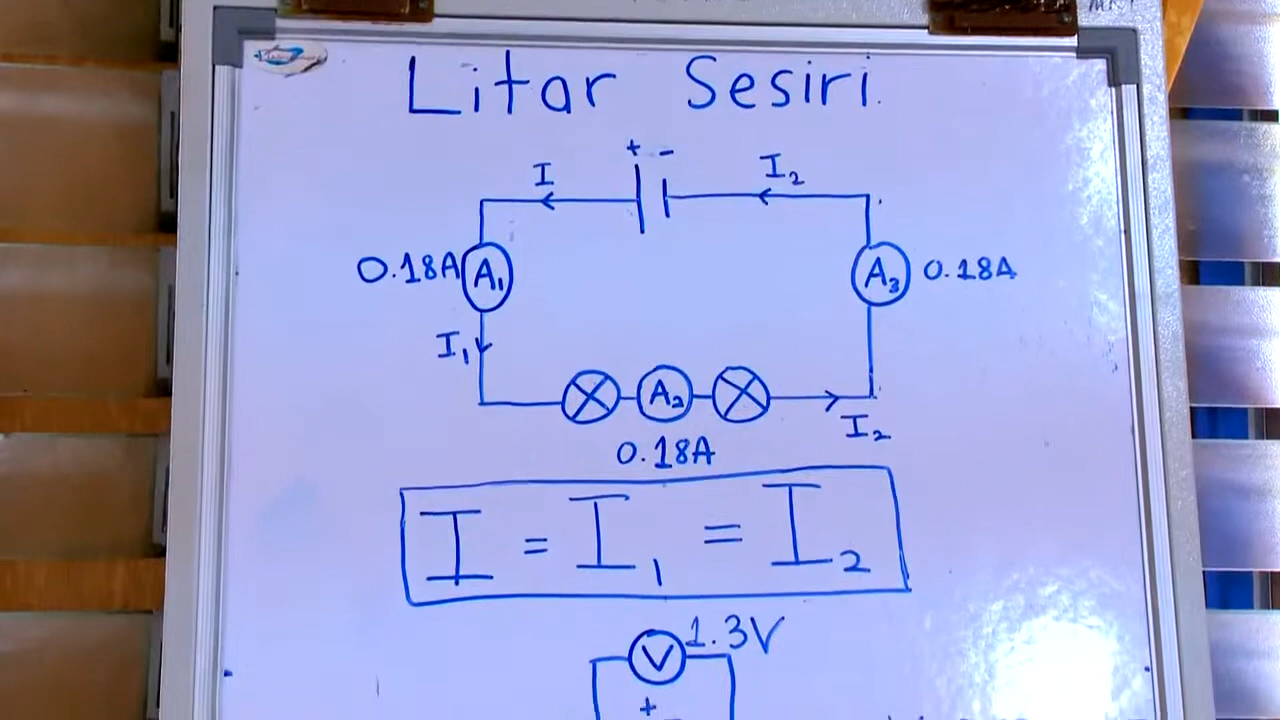 Litar Sesiri
+ -
I
I₂
0.18A
A₁
A₃
0.18A
I₁
A₂
I₂
0.18A
I = I₁ = I₂
V
1.3V
+